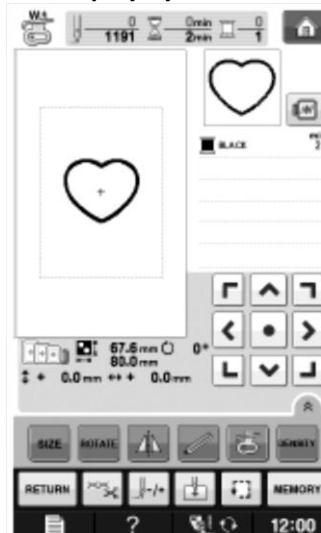 W+
0 0min 0
1191 2min 1
BLACK
67.6mm 0°
80.0mm
+ 0.0mm + 0.0mm
SIZE ROTATE DENSITY
RETURN -/+ MEMORY
? 12:00